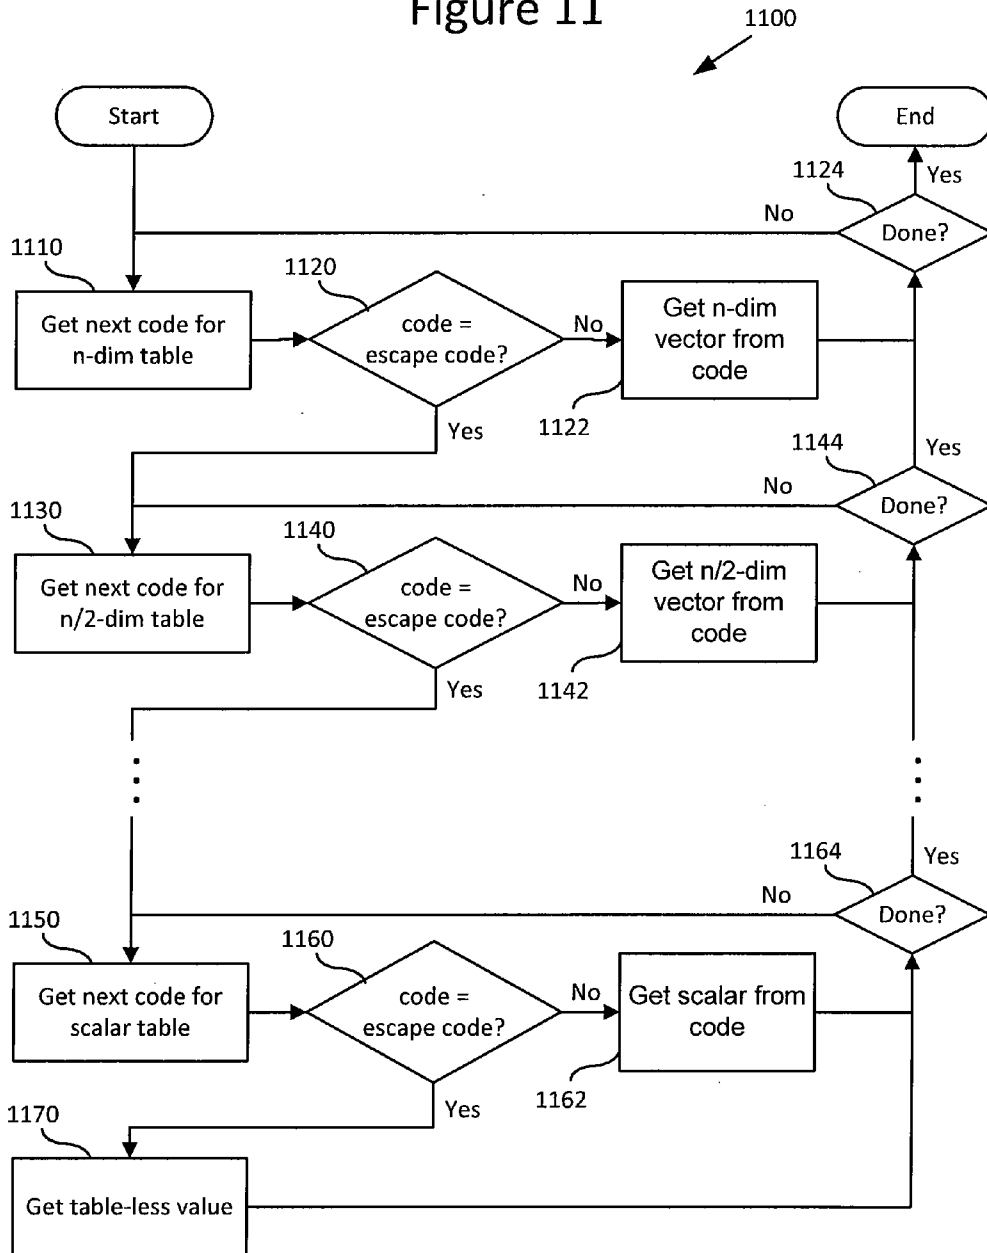 Figure 11
1100
Start
End
1124
Yes
No
Done?
1110
1120
Get next code for
n-dim table
code =
escape code?
No
Get n-dim
vector from
code
1122
Yes
1144
Yes
No
Done?
1130
1140
Get next code for
n/2-dim table
code =
escape code?
No
Get n/2-dim
vector from
code
1142
Yes
1164
Yes
No
Done?
1150
1160
Get next code for
scalar table
code =
escape code?
No
Get scalar from
code
1162
Yes
1170
Get table-less value